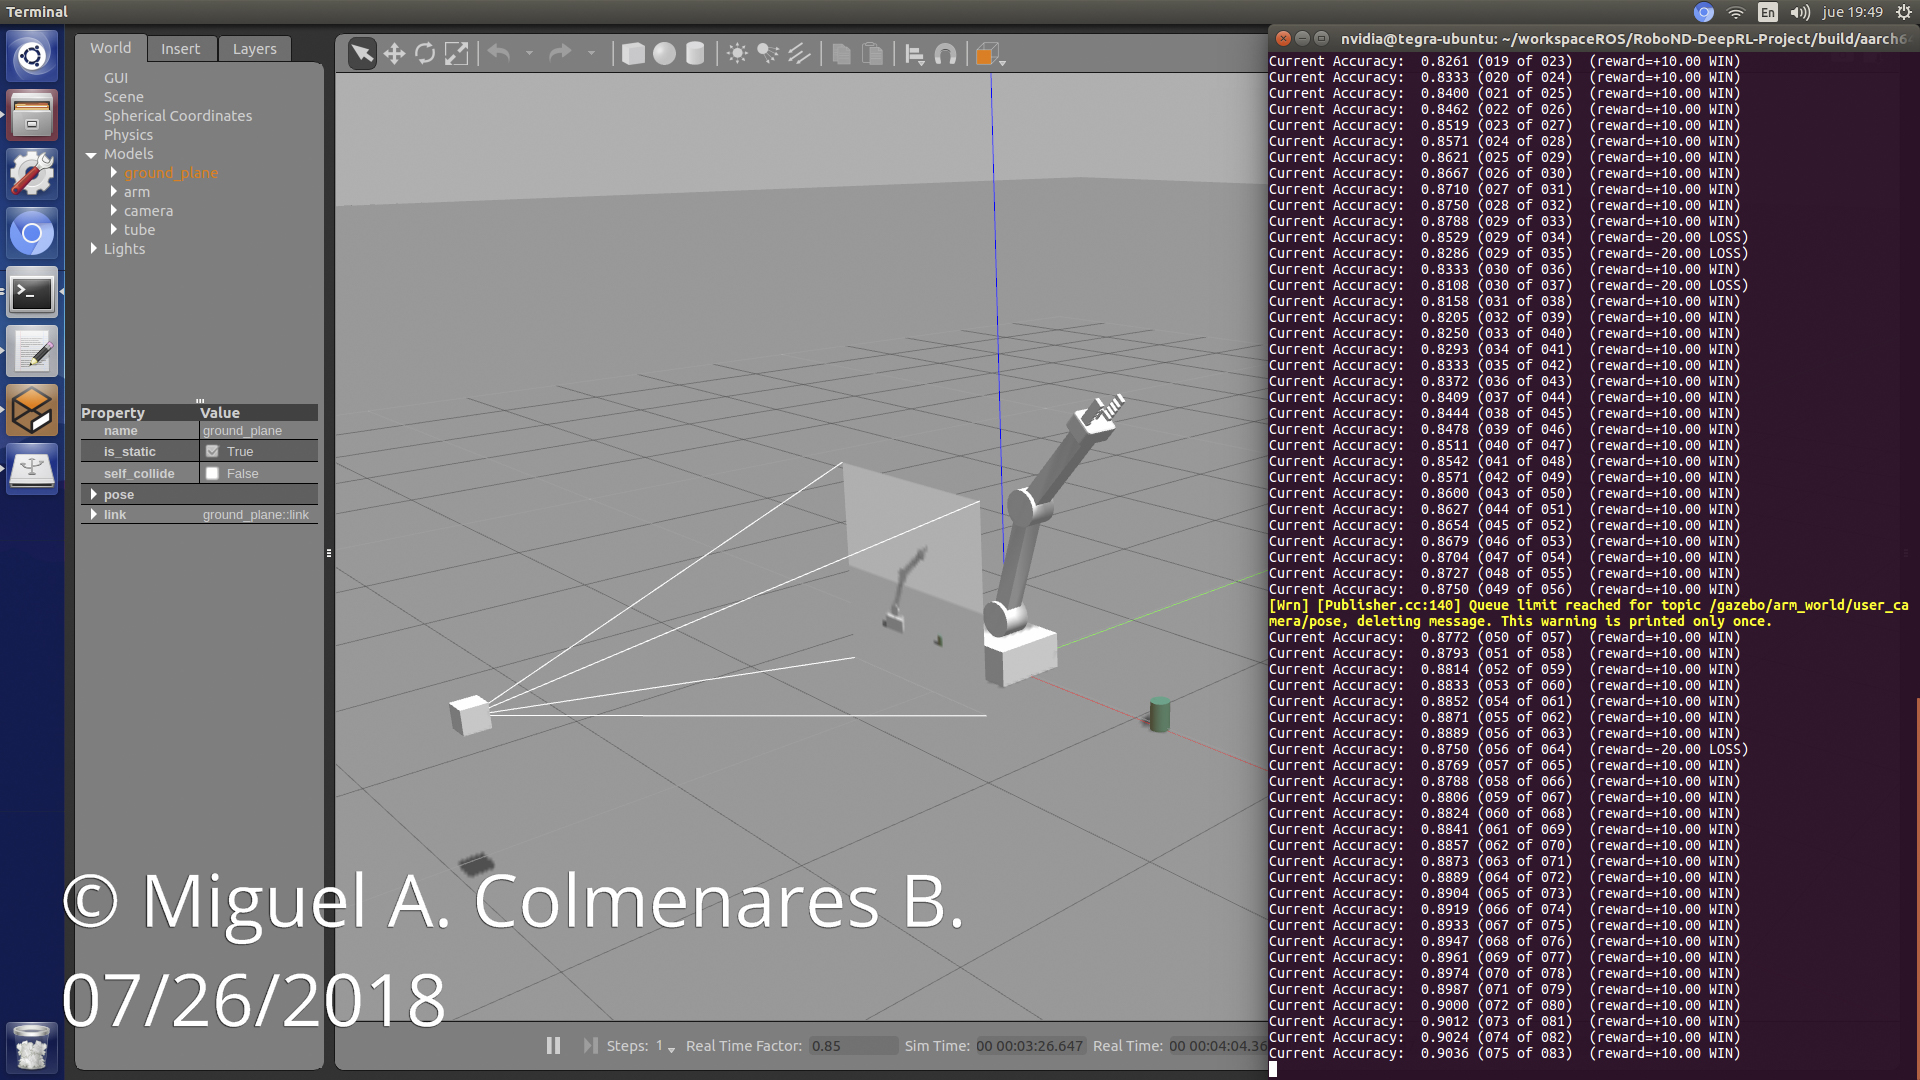 Terminal
En
jue 19:49
World
Insert
Layers
GUI
Scene
Spherical Coordinates
Physics
Models
ground_plane
arm
camera
tube
Lights
Property Value
name ground_plane
is_static True
self_collide False
pose
link ground_plane::link
Steps: 1
Real Time Factor: 0.85
Sim Time: 00 00:03:26.647
Real Time: 00 00:04:04.36
nvidia@tegra-ubuntu: ~/workspaceROS/RoboND-DeepRL-Project/build/aarch6
Current Accuracy:  0.8261 (019 of 023)  (reward=+10.00 WIN)
Current Accuracy:  0.8333 (020 of 024)  (reward=+10.00 WIN)
Current Accuracy:  0.8400 (021 of 025)  (reward=+10.00 WIN)
Current Accuracy:  0.8462 (022 of 026)  (reward=+10.00 WIN)
Current Accuracy:  0.8519 (023 of 027)  (reward=+10.00 WIN)
Current Accuracy:  0.8571 (024 of 028)  (reward=+10.00 WIN)
Current Accuracy:  0.8621 (025 of 029)  (reward=+10.00 WIN)
Current Accuracy:  0.8667 (026 of 030)  (reward=+10.00 WIN)
Current Accuracy:  0.8710 (027 of 031)  (reward=+10.00 WIN)
Current Accuracy:  0.8750 (028 of 032)  (reward=+10.00 WIN)
Current Accuracy:  0.8788 (029 of 033)  (reward=+10.00 WIN)
Current Accuracy:  0.8529 (029 of 034)  (reward=-20.00 LOSS)
Current Accuracy:  0.8286 (029 of 035)  (reward=-20.00 LOSS)
Current Accuracy:  0.8333 (030 of 036)  (reward=+10.00 WIN)
Current Accuracy:  0.8108 (030 of 037)  (reward=-20.00 LOSS)
Current Accuracy:  0.8158 (031 of 038)  (reward=+10.00 WIN)
Current Accuracy:  0.8205 (032 of 039)  (reward=+10.00 WIN)
Current Accuracy:  0.8250 (033 of 040)  (reward=+10.00 WIN)
Current Accuracy:  0.8293 (034 of 041)  (reward=+10.00 WIN)
Current Accuracy:  0.8333 (035 of 042)  (reward=+10.00 WIN)
Current Accuracy:  0.8372 (036 of 043)  (reward=+10.00 WIN)
Current Accuracy:  0.8409 (037 of 044)  (reward=+10.00 WIN)
Current Accuracy:  0.8444 (038 of 045)  (reward=+10.00 WIN)
Current Accuracy:  0.8478 (039 of 046)  (reward=+10.00 WIN)
Current Accuracy:  0.8511 (040 of 047)  (reward=+10.00 WIN)
Current Accuracy:  0.8542 (041 of 048)  (reward=+10.00 WIN)
Current Accuracy:  0.8571 (042 of 049)  (reward=+10.00 WIN)
Current Accuracy:  0.8600 (043 of 050)  (reward=+10.00 WIN)
Current Accuracy:  0.8627 (044 of 051)  (reward=+10.00 WIN)
Current Accuracy:  0.8654 (045 of 052)  (reward=+10.00 WIN)
Current Accuracy:  0.8679 (046 of 053)  (reward=+10.00 WIN)
Current Accuracy:  0.8704 (047 of 054)  (reward=+10.00 WIN)
Current Accuracy:  0.8727 (048 of 055)  (reward=+10.00 WIN)
Current Accuracy:  0.8750 (049 of 056)  (reward=+10.00 WIN)
[Wrn] [Publisher.cc:140] Queue limit reached for topic /gazebo/arm_world/user_ca
mera/pose, deleting message. This warning is printed only once.
Current Accuracy:  0.8772 (050 of 057)  (reward=+10.00 WIN)
Current Accuracy:  0.8793 (051 of 058)  (reward=+10.00 WIN)
Current Accuracy:  0.8814 (052 of 059)  (reward=+10.00 WIN)
Current Accuracy:  0.8833 (053 of 060)  (reward=+10.00 WIN)
Current Accuracy:  0.8852 (054 of 061)  (reward=+10.00 WIN)
Current Accuracy:  0.8871 (055 of 062)  (reward=+10.00 WIN)
Current Accuracy:  0.8889 (056 of 063)  (reward=+10.00 WIN)
Current Accuracy:  0.8750 (056 of 064)  (reward=-20.00 LOSS)
Current Accuracy:  0.8769 (057 of 065)  (reward=+10.00 WIN)
Current Accuracy:  0.8788 (058 of 066)  (reward=+10.00 WIN)
Current Accuracy:  0.8806 (059 of 067)  (reward=+10.00 WIN)
Current Accuracy:  0.8824 (060 of 068)  (reward=+10.00 WIN)
Current Accuracy:  0.8841 (061 of 069)  (reward=+10.00 WIN)
Current Accuracy:  0.8857 (062 of 070)  (reward=+10.00 WIN)
Current Accuracy:  0.8873 (063 of 071)  (reward=+10.00 WIN)
Current Accuracy:  0.8889 (064 of 072)  (reward=+10.00 WIN)
Current Accuracy:  0.8904 (065 of 073)  (reward=+10.00 WIN)
Current Accuracy:  0.8919 (066 of 074)  (reward=+10.00 WIN)
Current Accuracy:  0.8933 (067 of 075)  (reward=+10.00 WIN)
Current Accuracy:  0.8947 (068 of 076)  (reward=+10.00 WIN)
Current Accuracy:  0.8961 (069 of 077)  (reward=+10.00 WIN)
Current Accuracy:  0.8974 (070 of 078)  (reward=+10.00 WIN)
Current Accuracy:  0.8987 (071 of 079)  (reward=+10.00 WIN)
Current Accuracy:  0.9000 (072 of 080)  (reward=+10.00 WIN)
Current Accuracy:  0.9012 (073 of 081)  (reward=+10.00 WIN)
Current Accuracy:  0.9024 (074 of 082)  (reward=+10.00 WIN)
Current Accuracy:  0.9036 (075 of 083)  (reward=+10.00 WIN)
© Miguel A. Colmenares B.
07/26/2018